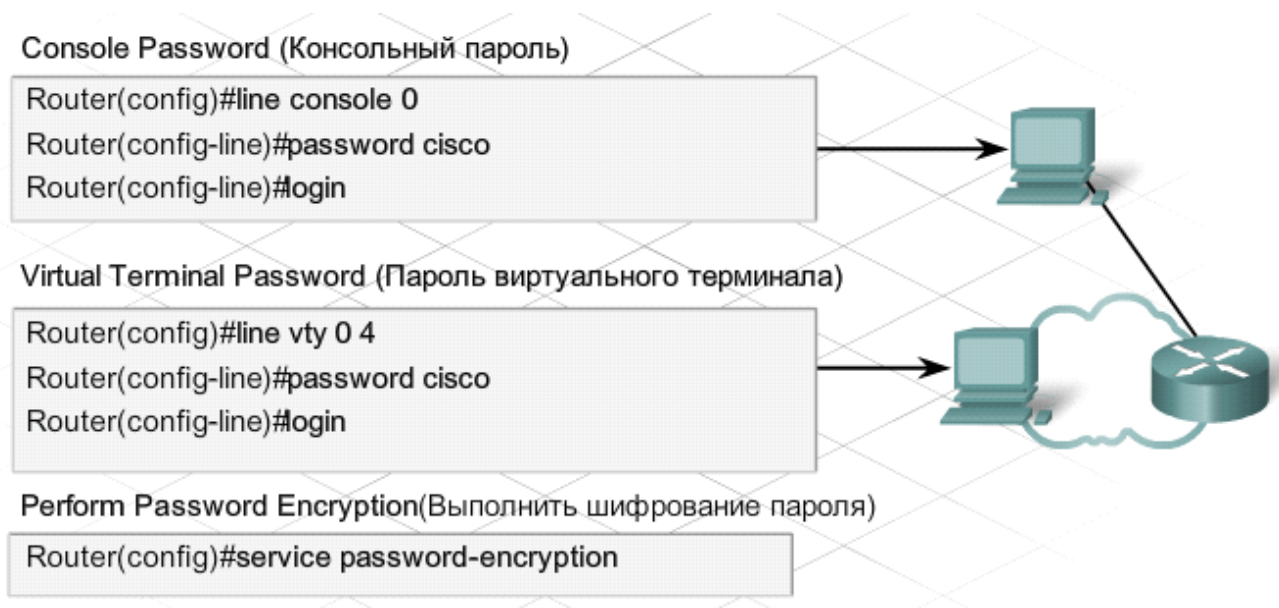 Console Password (Консольный пароль)
Router(config)#line console 0
Router(config-line)#password cisco
Router(config-line)#login
Virtual Terminal Password (Пароль виртуального терминала)
Router(config)#line vty 0 4
Router(config-line)#password cisco
Router(config-line)#login
Perform Password Encryption(Выполнить шифрование пароля)
Router(config)#service password-encryption